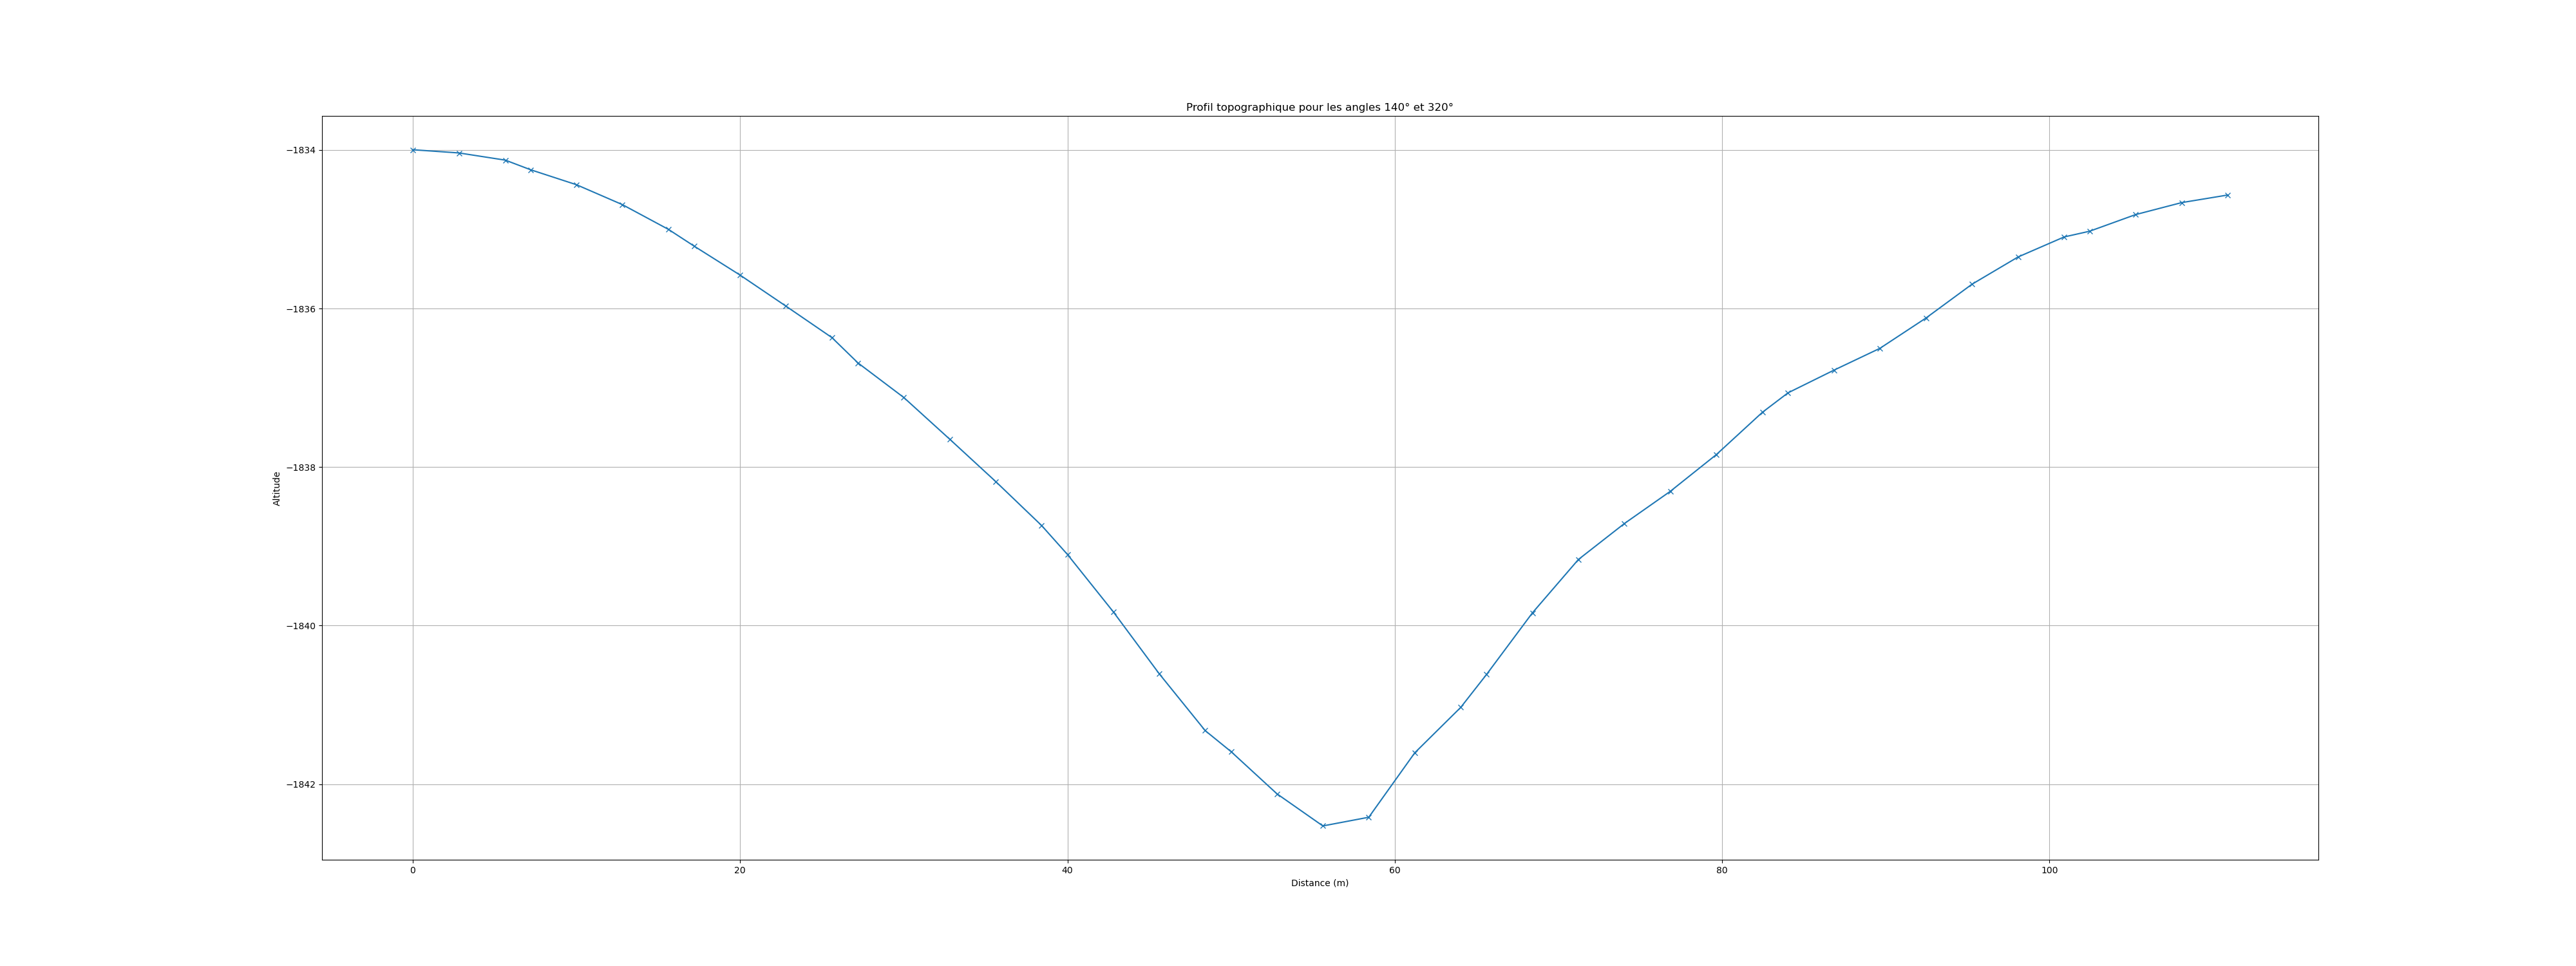 Profil topographique pour les angles 140° et 320°
−1834
−1836
−1838
−1840
−1842
Altitude
0 20 40 60 80 100
Distance (m)